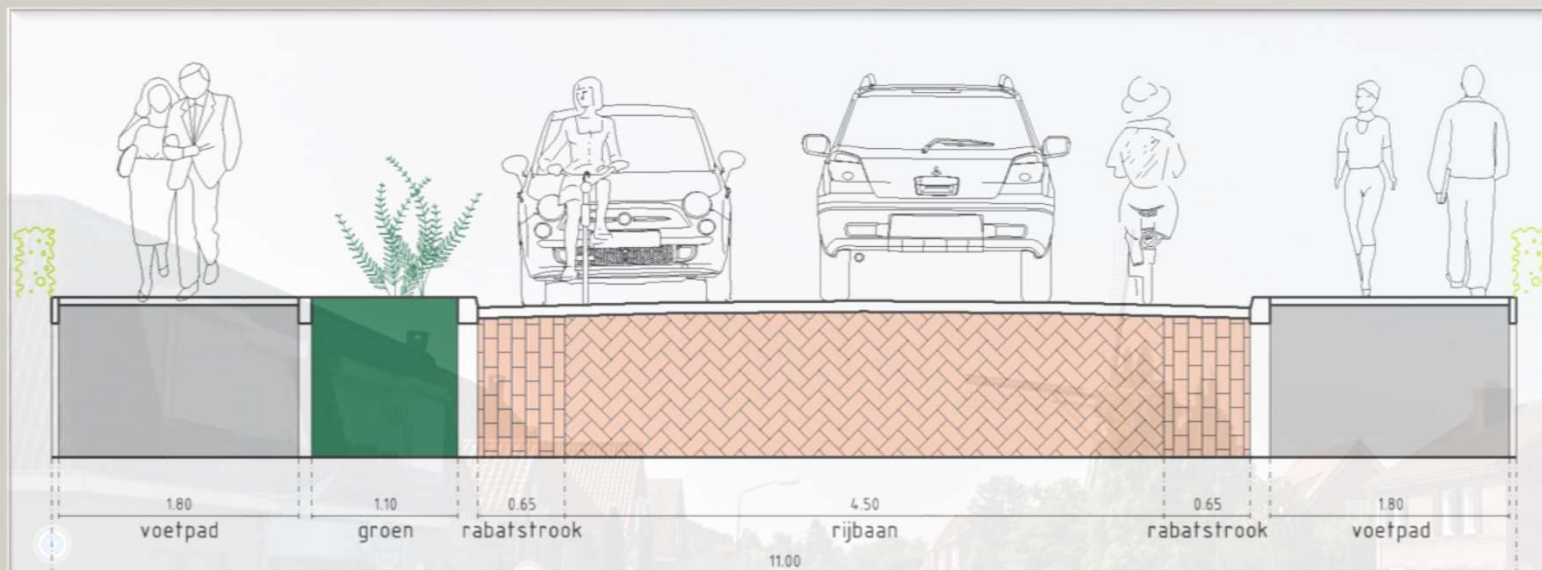 1.80 1.10 0.65 4.50 0.65 1.80
voetpad groen rabatstrook rijbaan rabatstrook voetpad
11.00